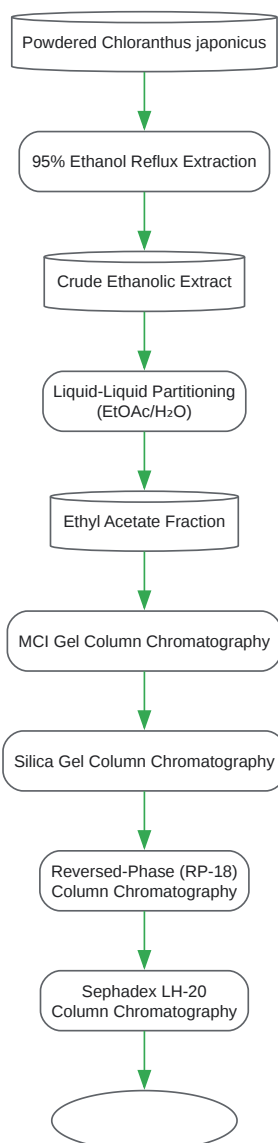 Powdered Chloranthus japonicus
95% Ethanol Reflux Extraction
Crude Ethanolic Extract
Liquid-Liquid Partitioning
(EtOAc/H₂O)
Ethyl Acetate Fraction
MCI Gel Column Chromatography
Silica Gel Column Chromatography
Reversed-Phase (RP-18)
Column Chromatography
Sephadex LH-20
Column Chromatography